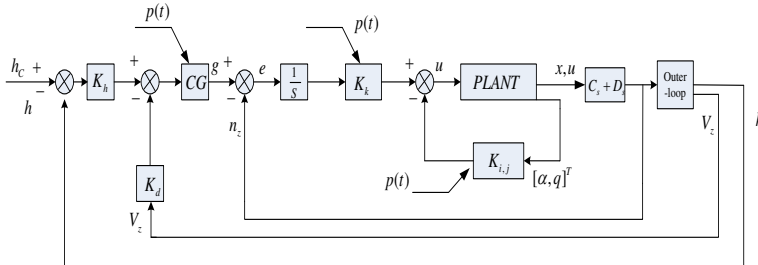 p(t)
p(t)
h_C + − h
K_h
+ −
CG
g + −
e
1/S
K_k
+ −
u
PLANT
x,u
C_s + D_s
Outer
-loop
n_z
K_{i,j}
p(t)
[α,q]^T
V_z
K_d
V_z